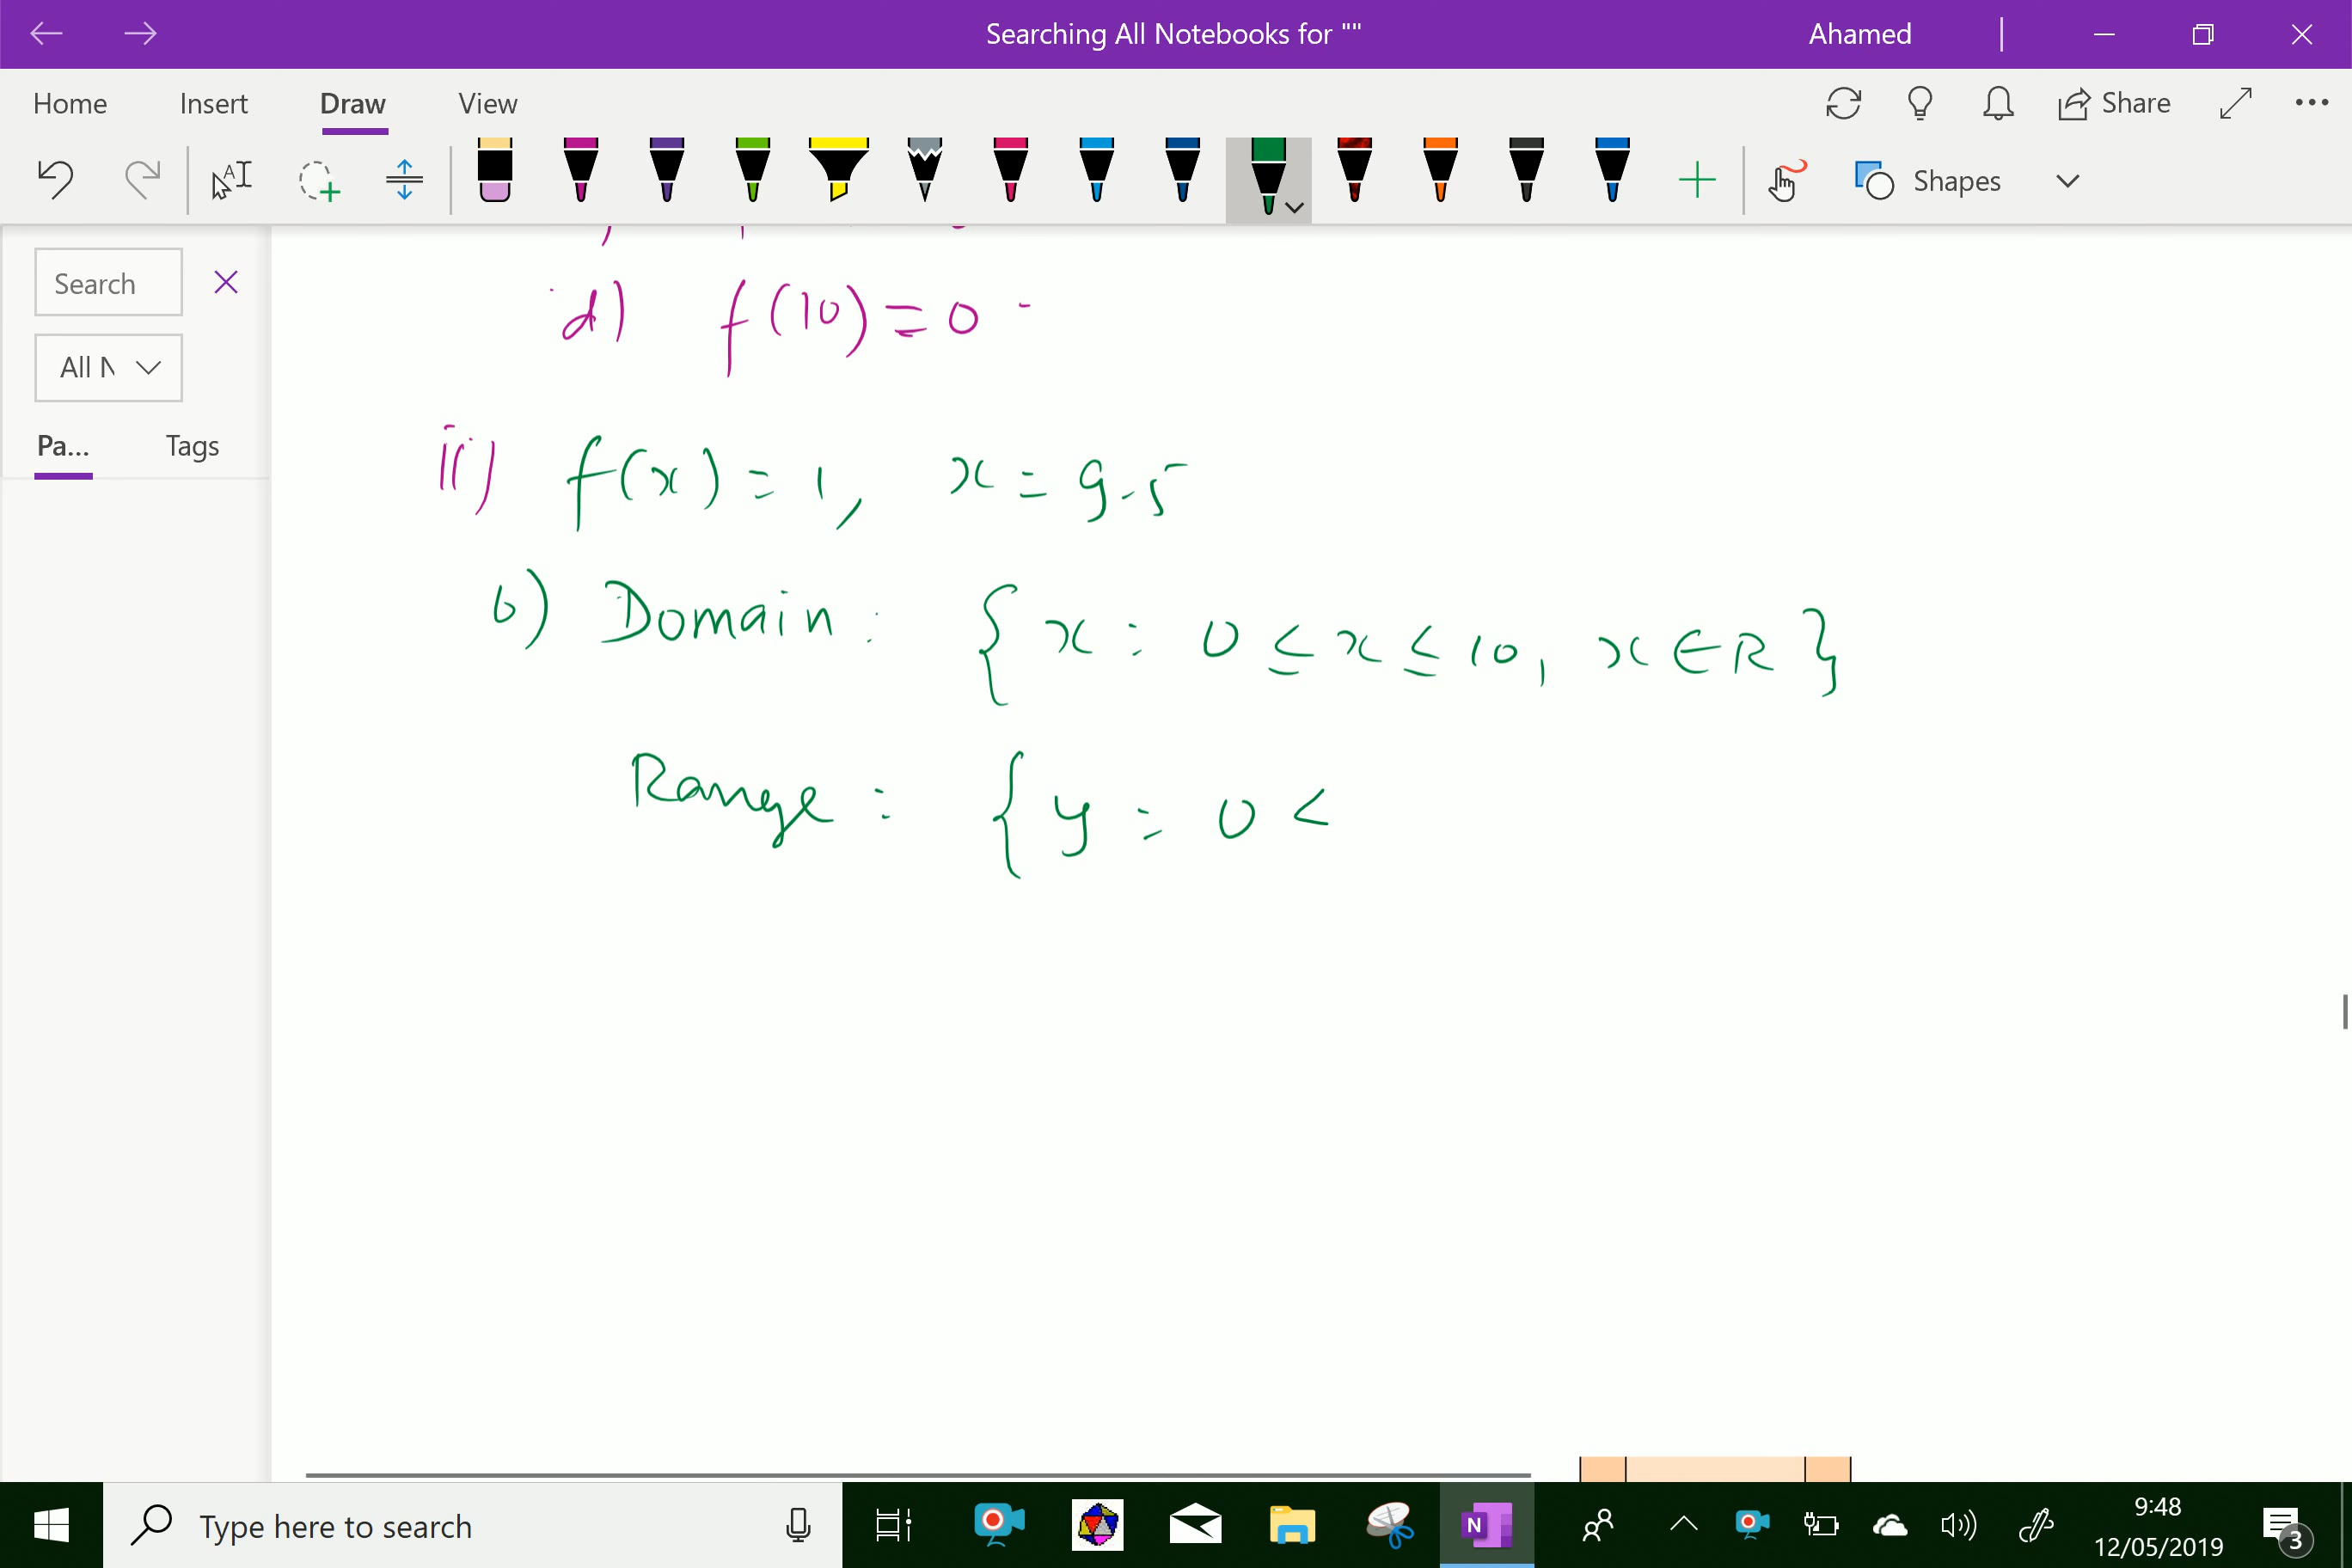 Searching All Notebooks for ""
Ahamed
Home Insert Draw View
Share
Shapes
Search
All N
Pa... Tags
d) f(10) = 0
ii) f(x) = 1, x = 9.5
b) Domain : { x : 0 ≤ x ≤ 10, x ∈ R }
Range : { y : 0 <
Type here to search
N
9:48
12/05/2019
3